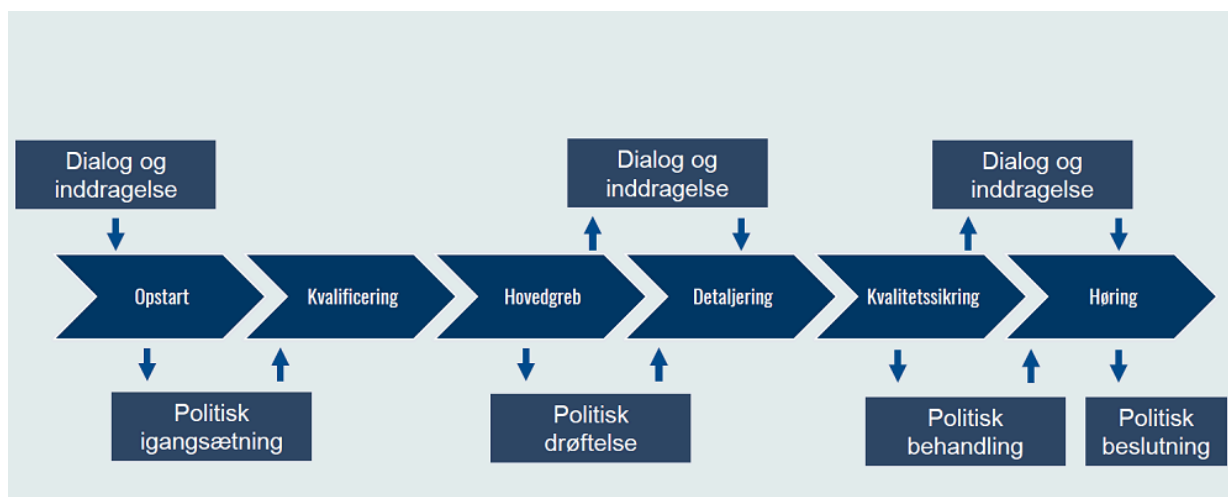 Dialog og
inddragelse
Dialog og
inddragelse
Dialog og
inddragelse
Opstart
Kvalificering
Hovedgreb
Detaljering
Kvalitetssikring
Høring
Politisk
igangsætning
Politisk
drøftelse
Politisk
behandling
Politisk
beslutning